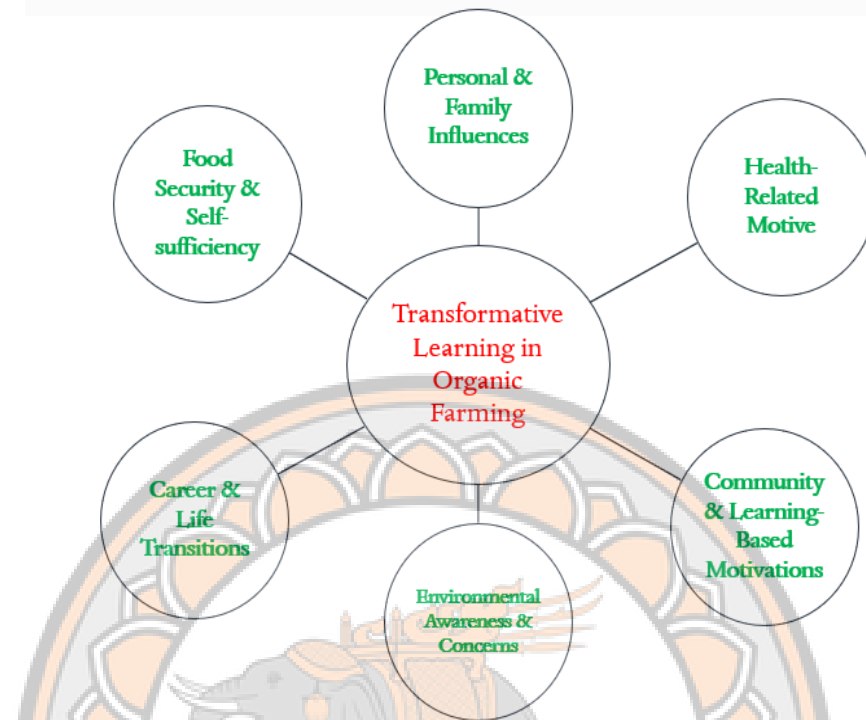 Personal &
Family
Influences
Food
Security &
Self-
sufficiency
Health-
Related
Motive
Transformative
Learning in
Organic
Farming
Career &
Life
Transitions
Community
& Learning-
Based
Motivations
Environmental
Awareness &
Concerns